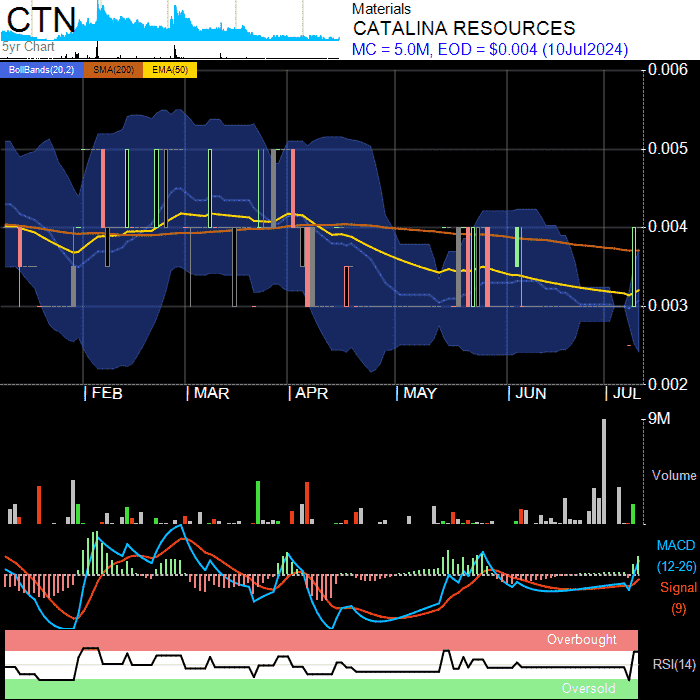 CTN
5yr Chart
Materials
CATALINA RESOURCES
MC = 5.0M, EOD = $0.004 (10Jul2024)
BollBands(20,2) SMA(200) EMA(50)
0.006
0.005
0.004
0.003
0.002
FEB MAR APR MAY JUN JUL
9M
Volume
MACD
(12-26)
Signal
(9)
Overbought
RSI(14)
Oversold